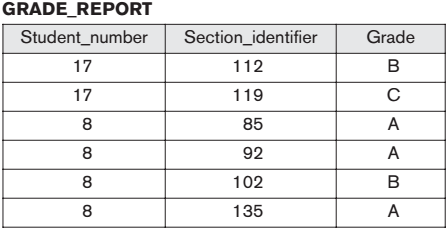 GRADE_REPORT
Student_number Section_identifier Grade
17 112 B
17 119 C
8 85 A
8 92 A
8 102 B
8 135 A